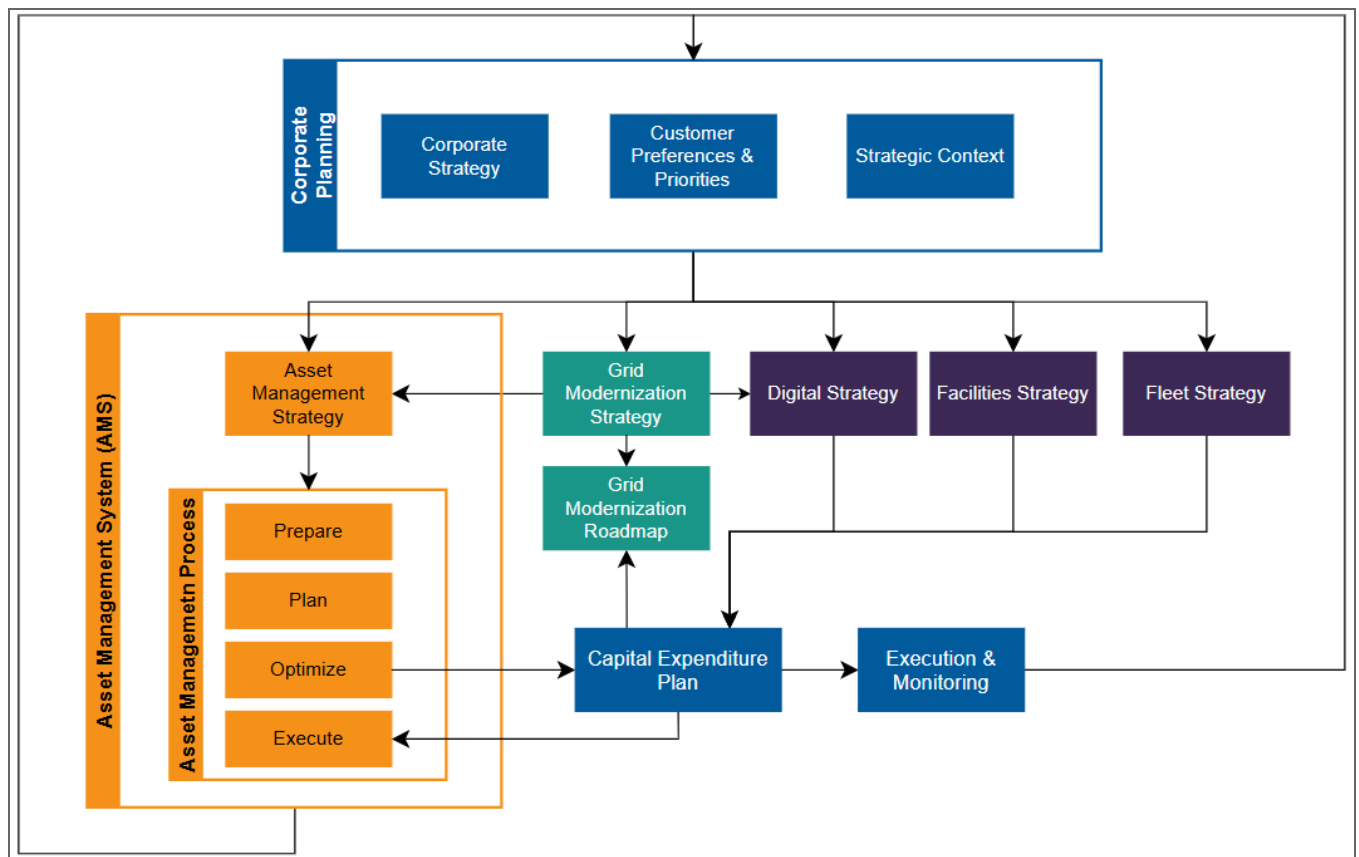 Corporate
Planning
Corporate
Strategy
Customer
Preferences &
Priorities
Strategic Context
Asset Management System (AMS)
Asset
Management
Strategy
Grid
Modernization
Strategy
Digital Strategy
Facilities Strategy
Fleet Strategy
Grid
Modernization
Roadmap
Asset Managemetn Process
Prepare
Plan
Optimize
Execute
Capital Expenditure
Plan
Execution &
Monitoring